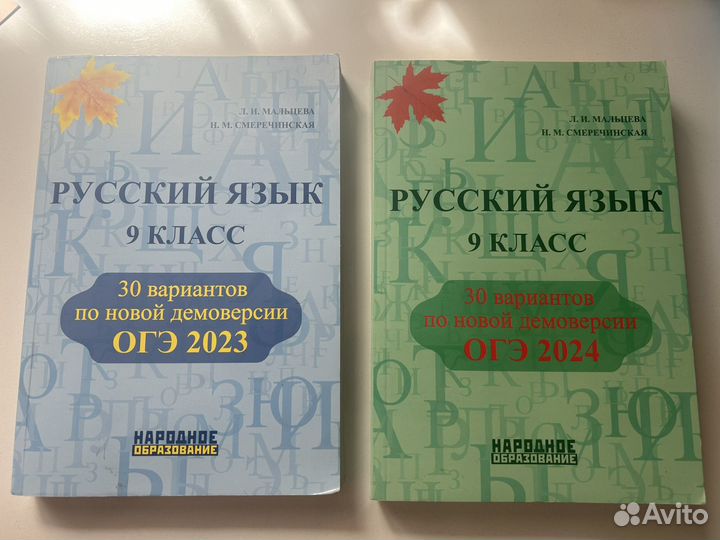 Л. И. МАЛЬЦЕВА
Н. М. СМЕРЕЧИНСКАЯ
РУССКИЙ ЯЗЫК
9 КЛАСС
30 вариантов
по новой демоверсии
ОГЭ 2023
НАРОДНОЕ
ОБРАЗОВАНИЕ
Л. И. МАЛЬЦЕВА
Н. М. СМЕРЕЧИНСКАЯ
РУССКИЙ ЯЗЫК
9 КЛАСС
30 вариантов
по новой демоверсии
ОГЭ 2024
НАРОДНОЕ
ОБРАЗОВАНИЕ
Avito